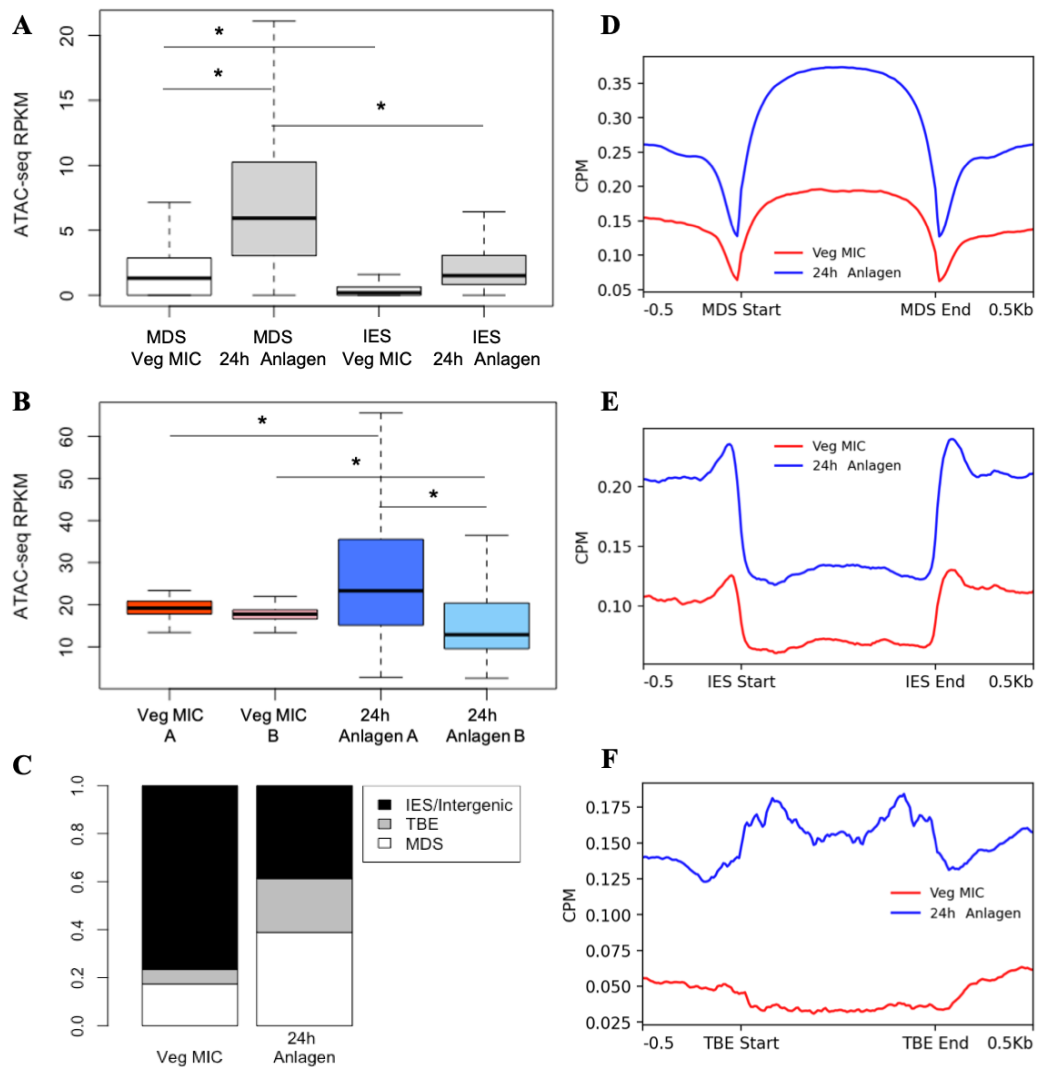 A
ATAC-seq RPKM
20
15
10
5
0
*
*
*
MDS
Veg MIC
MDS
24h Anlagen
IES
Veg MIC
IES
24h Anlagen
B
ATAC-seq RPKM
60
50
40
30
20
10
*
*
*
Veg MIC
A
Veg MIC
B
24h
Anlagen A
24h
Anlagen B
C
1.0
0.8
0.6
0.4
0.2
0.0
IES/Intergenic
TBE
MDS
Veg MIC
24h
Anlagen
D
CPM
0.35
0.30
0.25
0.20
0.15
0.10
0.05
Veg MIC
24h Anlagen
-0.5 MDS Start MDS End 0.5Kb
E
CPM
0.20
0.15
0.10
Veg MIC
24h Anlagen
-0.5 IES Start IES End 0.5Kb
F
CPM
0.175
0.150
0.125
0.100
0.075
0.050
0.025
Veg MIC
24h Anlagen
-0.5 TBE Start TBE End 0.5Kb